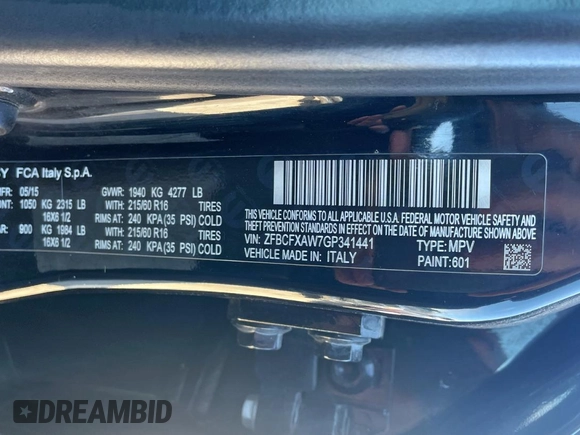 BY FCA Italy S.p.A.
MFR: 05/15 GVWR: 1940 KG 4277 LB
FRONT: 1050 KG 2315 LB WITH: 215/60 R16 TIRES
16X6 1/2 RIMS AT: 240 KPA(35 PSI) COLD
REAR: 900 KG 1984 LB WITH: 215/60 R16 TIRES
16X6 1/2 RIMS AT: 240 KPA(35 PSI) COLD
THIS VEHICLE CONFORMS TO ALL APPLICABLE U.S.A. FEDERAL MOTOR VEHICLE SAFETY
STANDARDS IN EFFECT ON THE DATE OF MANUFACTURE SHOWN ABOVE.
VIN: ZFBCFXAW7GP341441 TYPE: MPV
VEHICLE MADE IN: ITALY PAINT: 601
DREAMBID